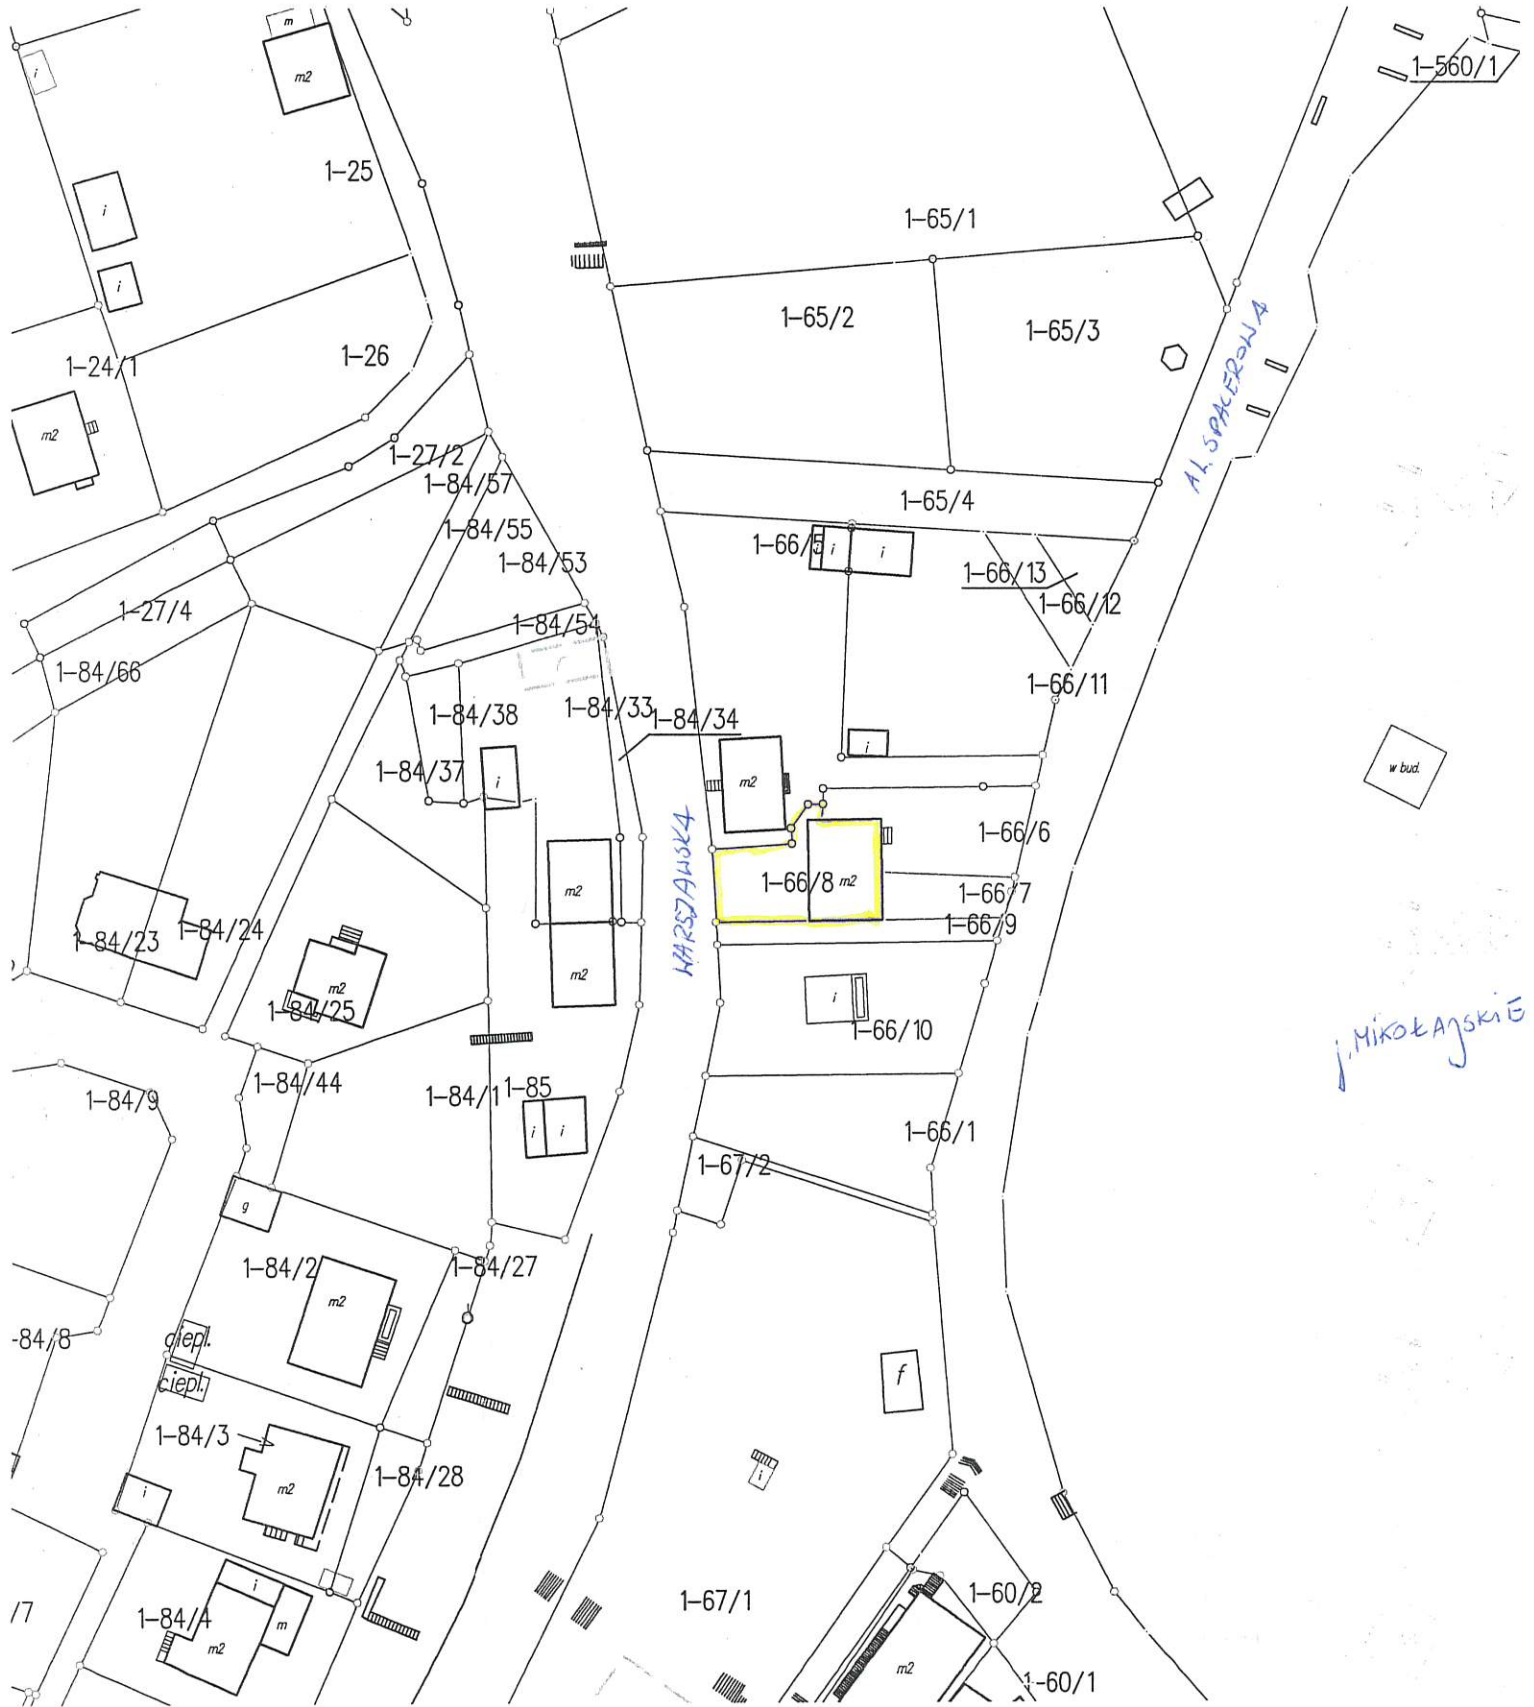 m
i
m2
1-560/1
1-25
i
1-65/1
i
1-65/2
1-65/3
1-24/1
1-26
AL. SPACEROWA
m2
1-27/2
1-84/57
1-65/4
1-84/55
1-66/5
i
i
i
1-84/53
1-66/13
1-66/12
1-27/4
1-84/54
1-84/66
1-66/11
1-84/38
1-84/33
1-84/34
i
w bud.
1-84/37
i
m2
WARSZAWSKA
1-66/6
m2
1-66/8
m2
1-66/7
1-84/24
1-84/23
1-66/9
m2
m2
i
1-84/25
1-66/10
j. MIKOŁAJSKIE
1-84/44
1-84/1
1-85
1-84/9
i
i
1-66/1
1-67/2
g
1-84/2
1-84/27
m2
-84/8
ciepl.
ciepl.
f
1-84/3
1-84/28
i
m2
i
i
1-67/1
1-60/2
/7
1-84/4
m
m2
m2
1-60/1